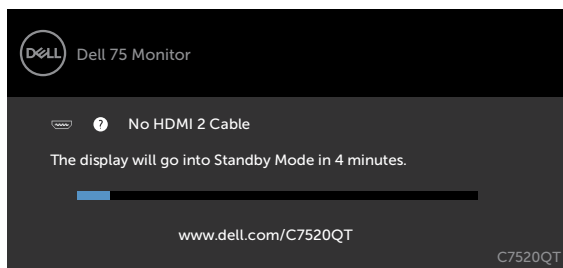 DELL
Dell 75 Monitor
? No HDMI 2 Cable
The display will go into Standby Mode in 4 minutes.
www.dell.com/C7520QT
C7520QT